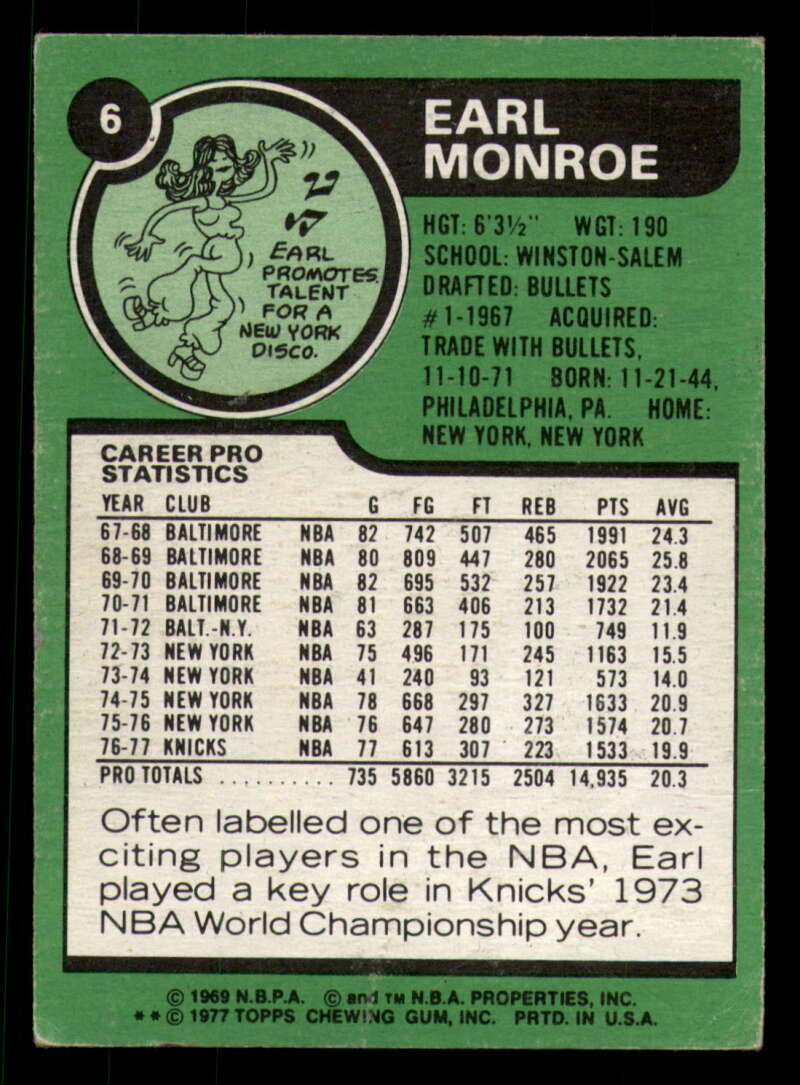 6
EARL
MONROE
EARL
PROMOTES
TALENT
FOR A
NEW YORK
DISCO.
HGT: 6'3½" WGT: 190
SCHOOL: WINSTON-SALEM
DRAFTED: BULLETS
#1-1967 ACQUIRED:
TRADE WITH BULLETS,
11-10-71 BORN: 11-21-44,
PHILADELPHIA, PA. HOME:
NEW YORK, NEW YORK
CAREER PRO
STATISTICS
YEAR CLUB G FG FT REB PTS AVG
67-68 BALTIMORE NBA 82 742 507 465 1991 24.3
68-69 BALTIMORE NBA 80 809 447 280 2065 25.8
69-70 BALTIMORE NBA 82 695 532 257 1922 23.4
70-71 BALTIMORE NBA 81 663 406 213 1732 21.4
71-72 BALT.-N.Y. NBA 63 287 175 100 749 11.9
72-73 NEW YORK NBA 75 496 171 245 1163 15.5
73-74 NEW YORK NBA 41 240 93 121 573 14.0
74-75 NEW YORK NBA 78 668 297 327 1633 20.9
75-76 NEW YORK NBA 76 647 280 273 1574 20.7
76-77 KNICKS NBA 77 613 307 223 1533 19.9
PRO TOTALS .......... 735 5860 3215 2504 14,935 20.3
Often labelled one of the most ex-
citing players in the NBA, Earl
played a key role in Knicks' 1973
NBA World Championship year.
© 1969 N.B.P.A. © and TM N.B.A. PROPERTIES, INC.
**© 1977 TOPPS CHEWING GUM, INC. PRTD. IN U.S.A.